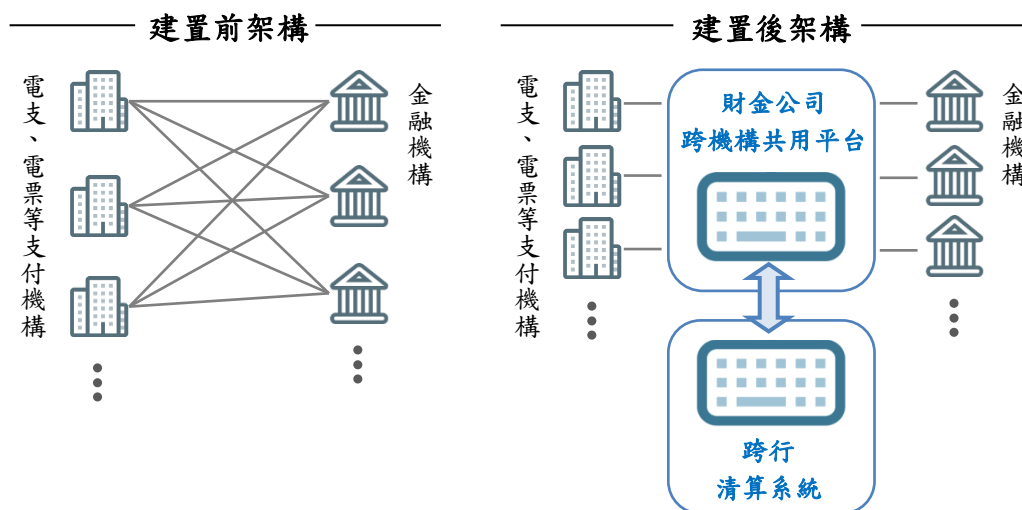 建置前架構
電支、電票等支付機構
金融機構
建置後架構
電支、電票等支付機構
財金公司
跨機構共用平台
金融機構
跨行
清算系統